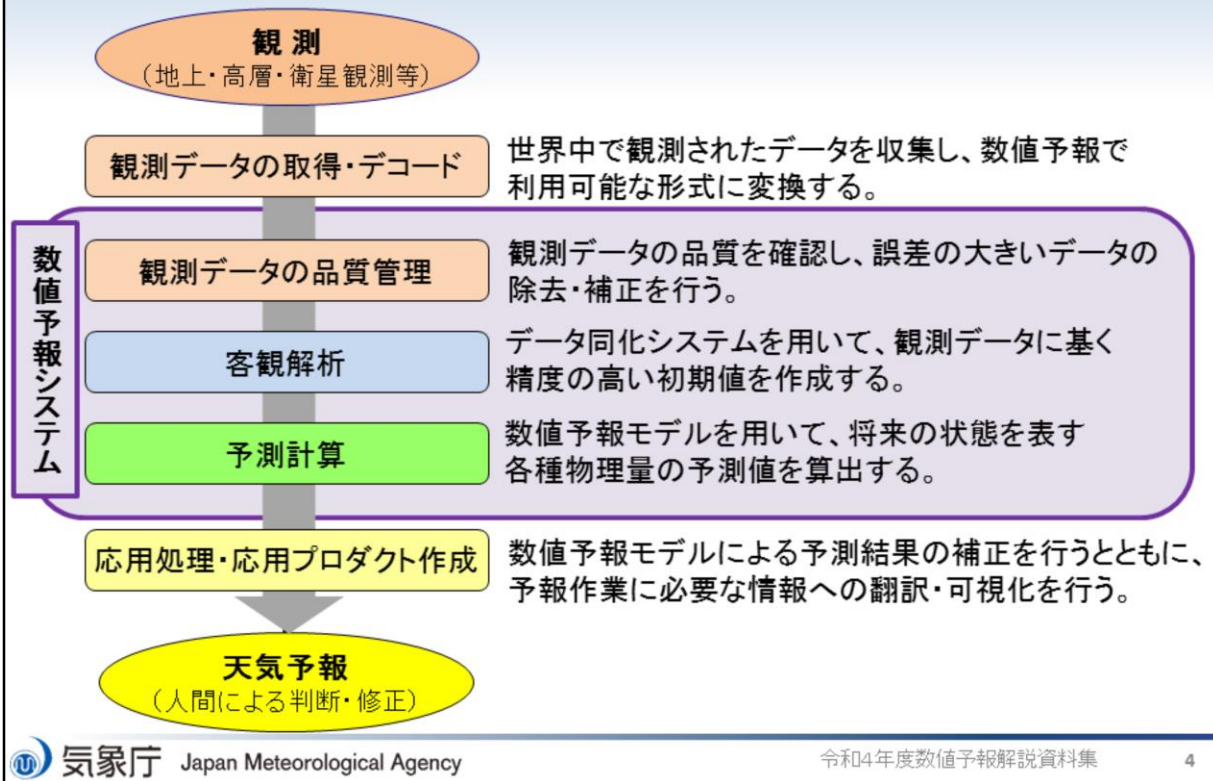 観 測
（地上・高層・衛星観測等）
観測データの取得・デコード
世界中で観測されたデータを収集し、数値予報で
利用可能な形式に変換する。
数値予報システム
観測データの品質管理
観測データの品質を確認し、誤差の大きいデータの
除去・補正を行う。
客観解析
データ同化システムを用いて、観測データに基く
精度の高い初期値を作成する。
予測計算
数値予報モデルを用いて、将来の状態を表す
各種物理量の予測値を算出する。
応用処理・応用プロダクト作成
数値予報モデルによる予測結果の補正を行うとともに、
予報作業に必要な情報への翻訳・可視化を行う。
天気予報
（人間による判断・修正）
気象庁 Japan Meteorological Agency
令和4年度数値予報解説資料集
4